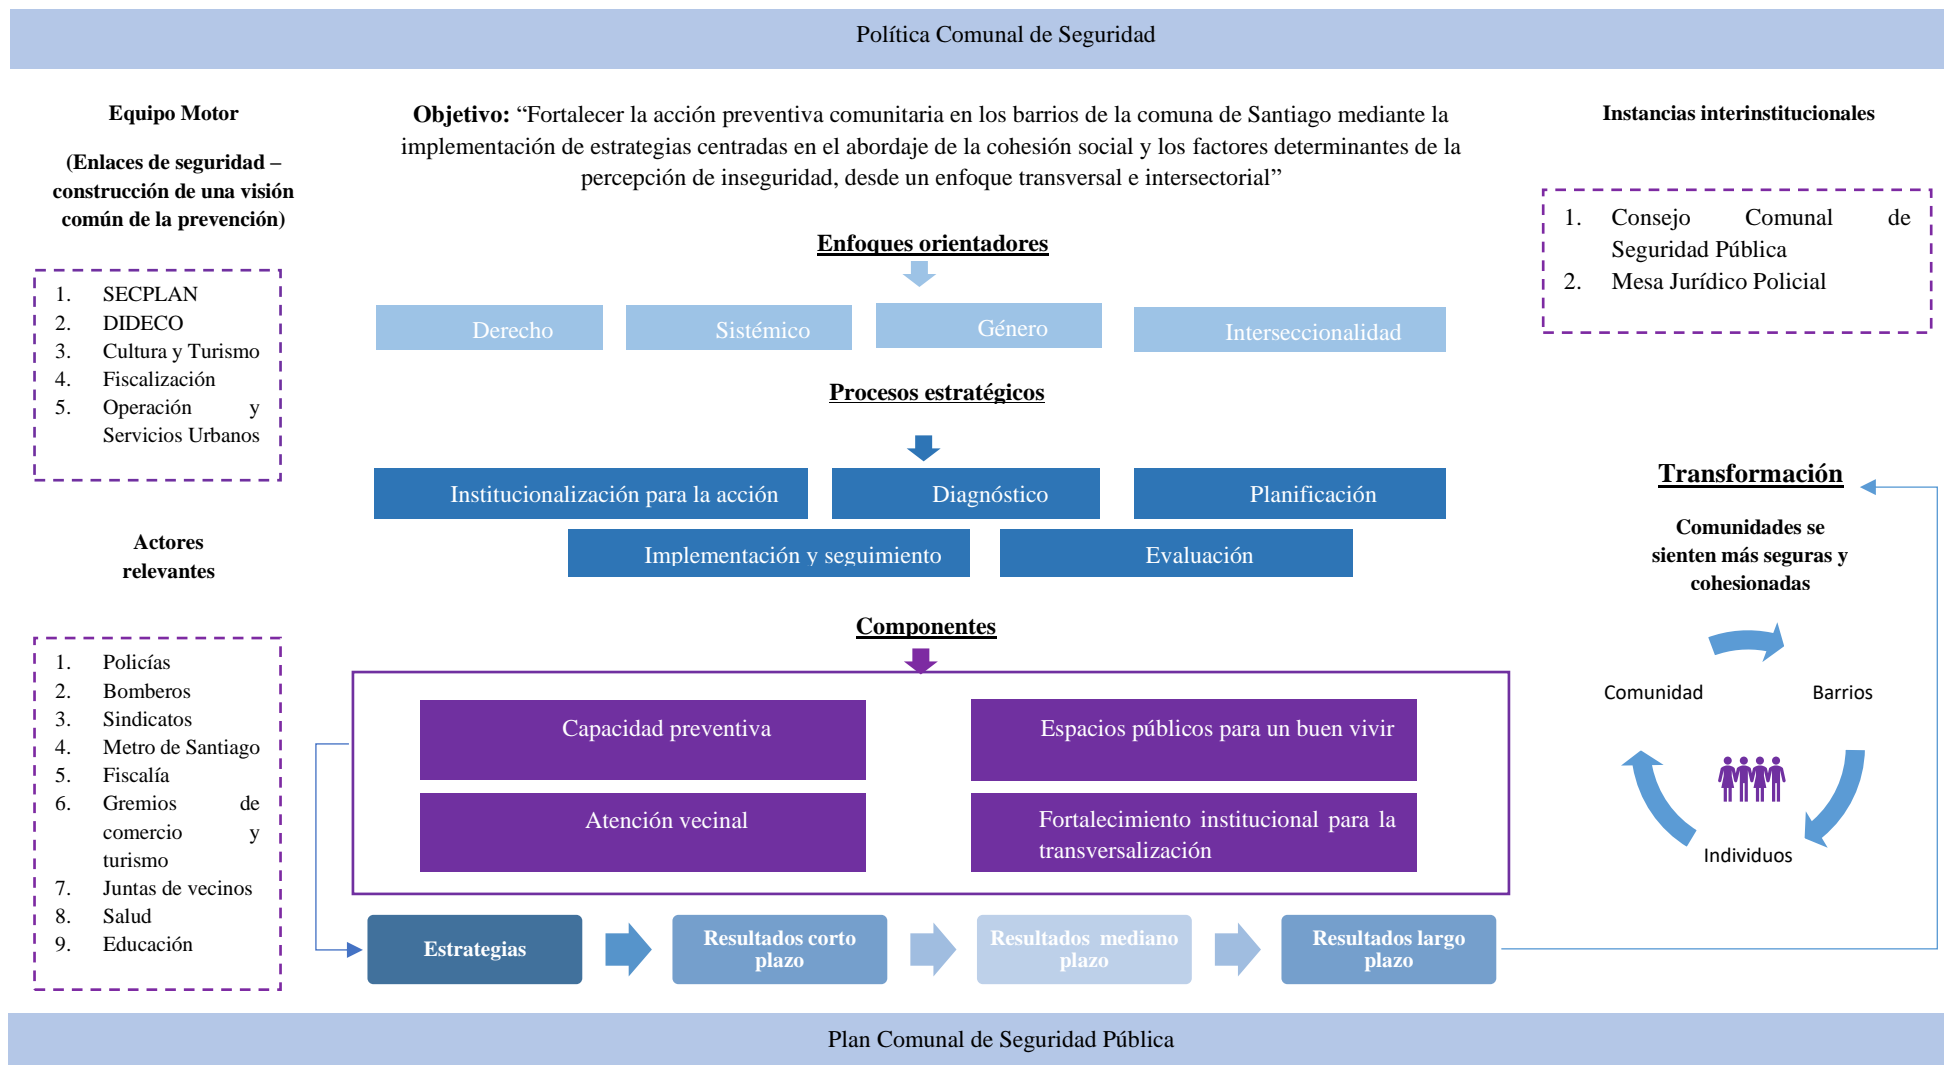 Política Comunal de Seguridad
Equipo Motor
(Enlaces de seguridad –
construcción de una visión
común de la prevención)
1. SECPLAN
2. DIDECO
3. Cultura y Turismo
4. Fiscalización
5. Operación y
Servicios Urbanos
Actores
relevantes
1. Policías
2. Bomberos
3. Sindicatos
4. Metro de Santiago
5. Fiscalía
6. Gremios de
comercio y
turismo
7. Juntas de vecinos
8. Salud
9. Educación
Objetivo: “Fortalecer la acción preventiva comunitaria en los barrios de la comuna de Santiago mediante la
implementación de estrategias centradas en el abordaje de la cohesión social y los factores determinantes de la
percepción de inseguridad, desde un enfoque transversal e intersectorial”
Enfoques orientadores
Derecho
Sistémico
Género
Interseccionalidad
Procesos estratégicos
Institucionalización para la acción
Diagnóstico
Planificación
Implementación y seguimiento
Evaluación
Componentes
Capacidad preventiva
Espacios públicos para un buen vivir
Atención vecinal
Fortalecimiento institucional para la
transversalización
Estrategias
Resultados corto
plazo
Resultados mediano
plazo
Resultados largo
plazo
Instancias interinstitucionales
1. Consejo Comunal de
Seguridad Pública
2. Mesa Jurídico Policial
Transformación
Comunidades se
sienten más seguras y
cohesionadas
Comunidad
Barrios
Individuos
Plan Comunal de Seguridad Pública